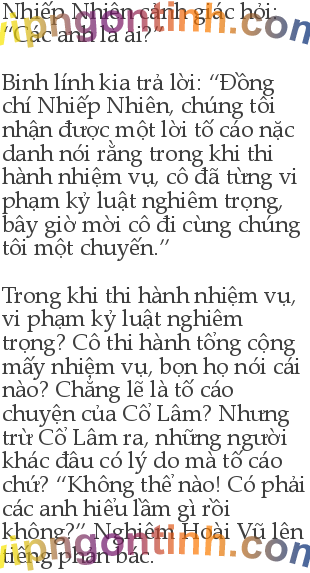 Nhiếp Nhiên cảnh giác hỏi:
“Các anh là ai?”
Binh lính kia trả lời: “Đồng
chí Nhiếp Nhiên, chúng tôi
nhận được một lời tố cáo nặc
danh nói rằng trong khi thi
hành nhiệm vụ, cô đã từng vi
phạm kỷ luật nghiêm trọng,
bây giờ mời cô đi cùng chúng
tôi một chuyến.”
Trong khi thi hành nhiệm vụ,
vi phạm kỷ luật nghiêm
trọng? Cô thi hành tổng cộng
mấy nhiệm vụ, bọn họ nói cái
nào? Chẳng lẽ là tố cáo
chuyện của Cổ Lâm? Nhưng
trừ Cổ Lâm ra, những người
khác đâu có lý do mà tố cáo
chứ? “Không thể nào! Có phải
các anh hiểu lầm gì rồi
không?” Nghiêm Hoài Vũ lên
tiếng phản bác.
vipngontinh.com
vipngontinh.com